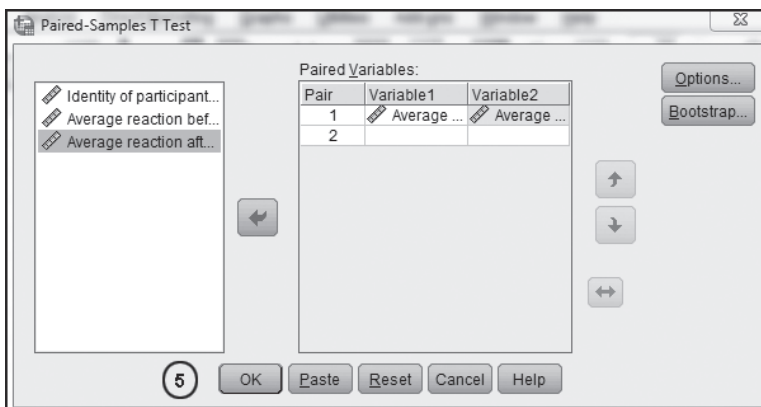 Paired-Samples T Test
Identity of participant...
Average reaction bef...
Average reaction aft...
Paired Variables:
Pair Variable1 Variable2
1 Average ... Average ...
2
Options...
Bootstrap...
5
OK Paste Reset Cancel Help